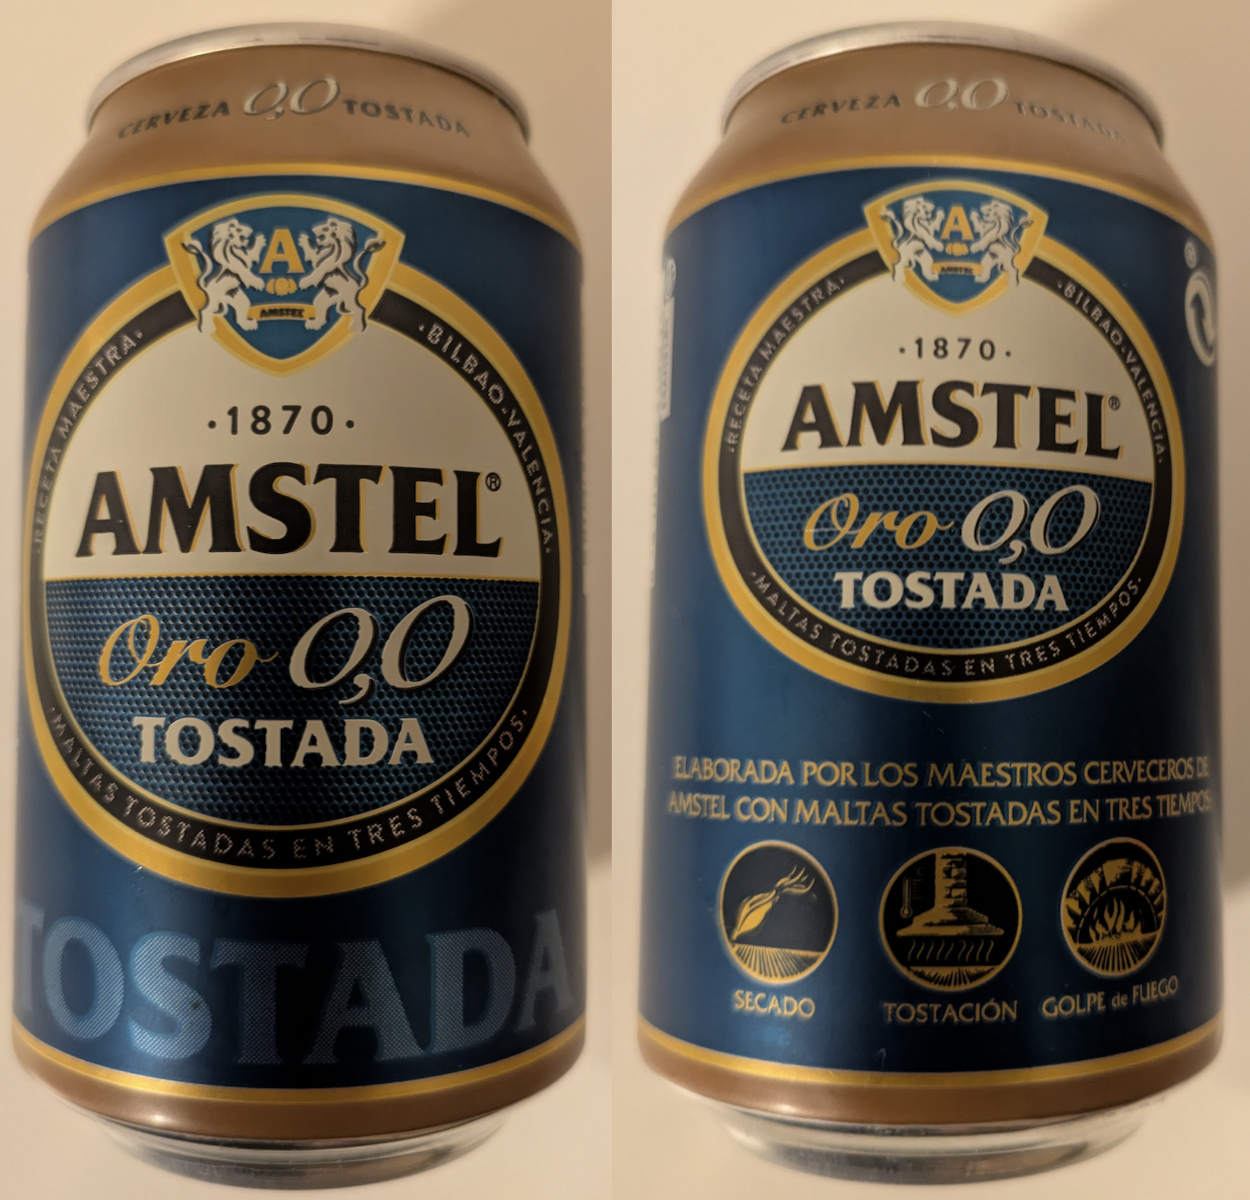 CERVEZA 0,0 TOSTADA
A
AMSTEL
·RECETA MAESTRA·
·BILBAO-VALENCIA·
·1870·
AMSTEL®
Oro 0,0
TOSTADA
·MALTAS TOSTADAS EN TRES TIEMPOS·
TOSTADA
CERVEZA 0,0 TOSTADA
A
AMSTEL
·RECETA MAESTRA·
·BILBAO-VALENCIA·
·1870·
AMSTEL®
Oro 0,0
TOSTADA
·MALTAS TOSTADAS EN TRES TIEMPOS·
ELABORADA POR LOS MAESTROS CERVECEROS DE
AMSTEL CON MALTAS TOSTADAS EN TRES TIEMPOS:
SECADO
TOSTACIÓN
GOLPE de FUEGO